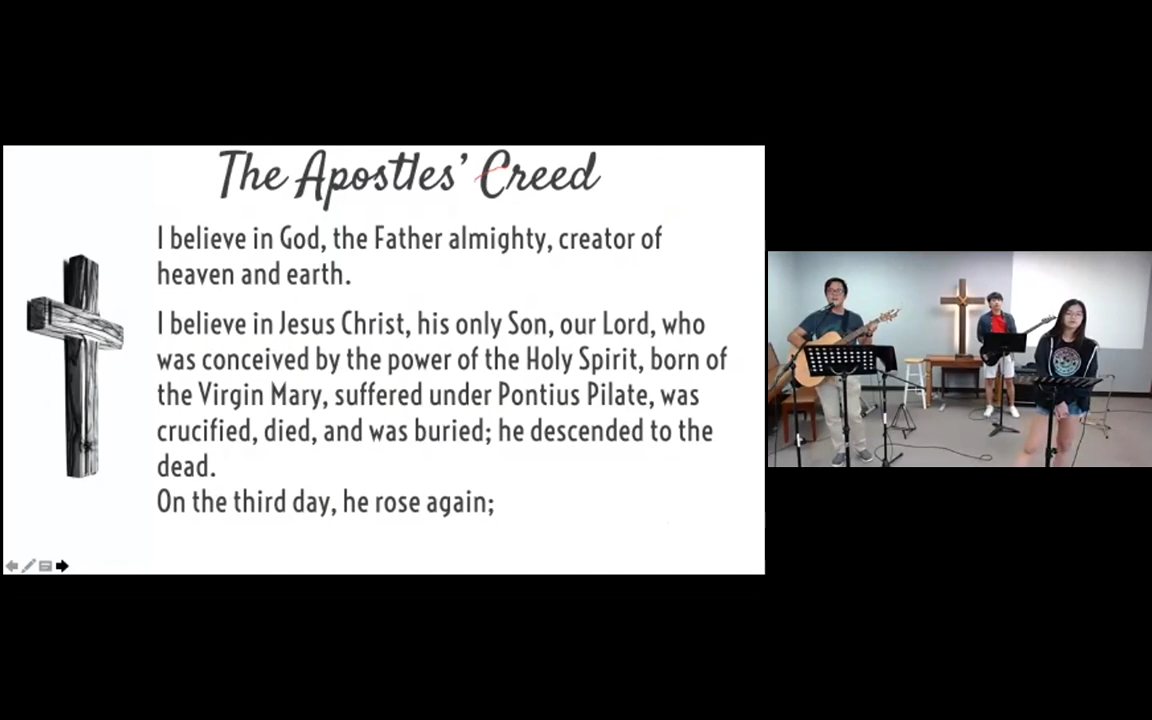 The Apostles' Creed
I believe in God, the Father almighty, creator of
heaven and earth.
I believe in Jesus Christ, his only Son, our Lord, who
was conceived by the power of the Holy Spirit, born of
the Virgin Mary, suffered under Pontius Pilate, was
crucified, died, and was buried; he descended to the
dead.
On the third day, he rose again;